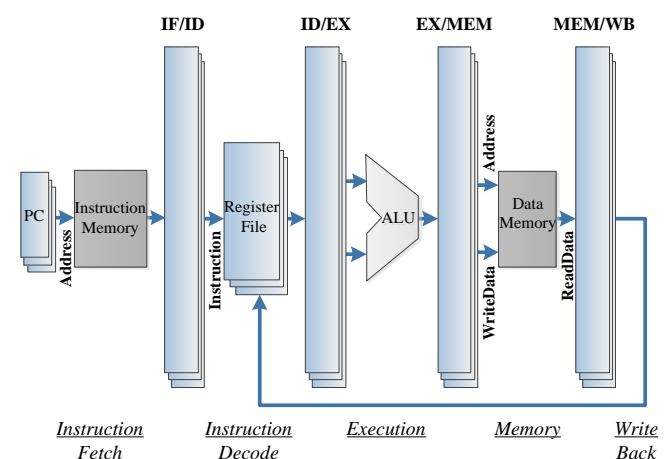 IF/ID
ID/EX
EX/MEM
MEM/WB
PC
Address
Instruction
Memory
Instruction
Register
File
ALU
Address
WriteData
Data
Memory
ReadData
Instruction
Fetch
Instruction
Decode
Execution
Memory
Write
Back